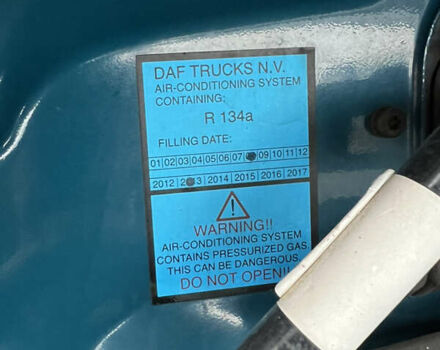 DAF TRUCKS N.V.
AIR-CONDITIONING SYSTEM
CONTAINING:
R 134a
FILLING DATE:
01 02 03 04 05 06 07 09 10 11 12
2012 2 3 2014 2015 2016 2017
WARNING!!
AIR-CONDITIONING SYSTEM
CONTAINS PRESSURIZED GAS,
THIS CAN BE DANGEROUS.
DO NOT OPEN!!